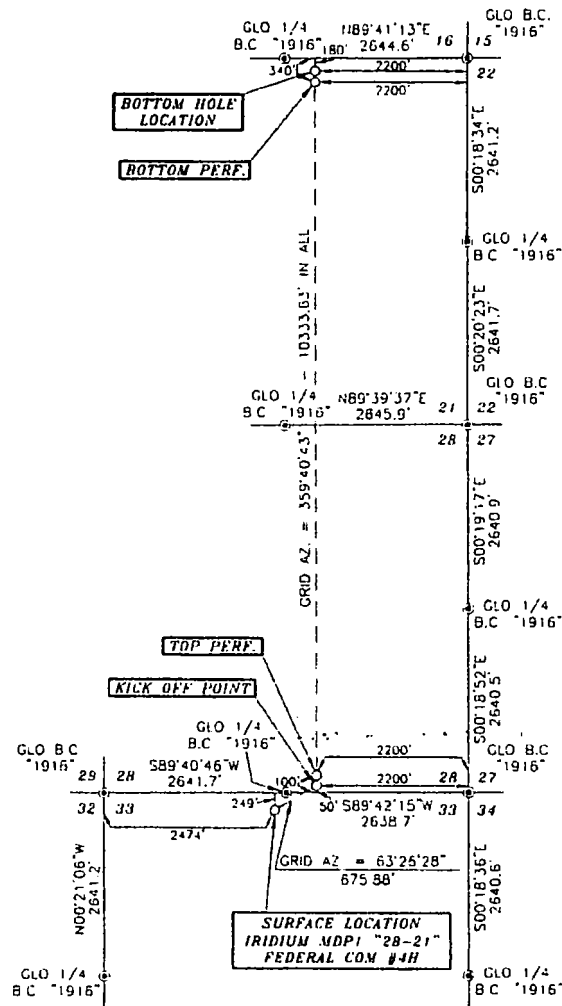 GLO B.C.
"1916"
GLO 1/4
B.C "1916"
N89°41'13"E
2644.6'
16 15
22
180'
340'
2200'
2200'
BOTTOM HOLE
LOCATION
BOTTOM PERF.
S00°18'34"E
2641.2'
GLO 1/4
B.C "1916"
S00°20'23"E
2641.7'
GRID AZ. = 359°40'43" - 10333.63' IN ALL
GLO 1/4
B.C "1916"
N89°39'37"E
2645.9'
21 22
28 27
GLO B.C
"1916"
S00°19'17"E
2640.9'
GLO 1/4
B.C "1916"
S00°18'52"E
2640.5'
TOP PERF.
KICK OFF POINT
GLO 1/4
B.C "1916"
GLO B.C
"1916"
29 28
32 33
S89°40'46"W
2641.7'
100'
249'
50'
2200'
2200'
S89°42'15"W
2638.7'
28 27
33 34
GLO B.C
"1916"
2474'
GRID AZ = 63°25'28"
675.88'
N00°21'06"W
2641.2'
S00°18'36"E
2640.6'
SURFACE LOCATION
IRIDIUM MDP1 "28-21"
FEDERAL COM #4H
GLO 1/4
B.C "1916"
GLO 1/4
B.C "1916"